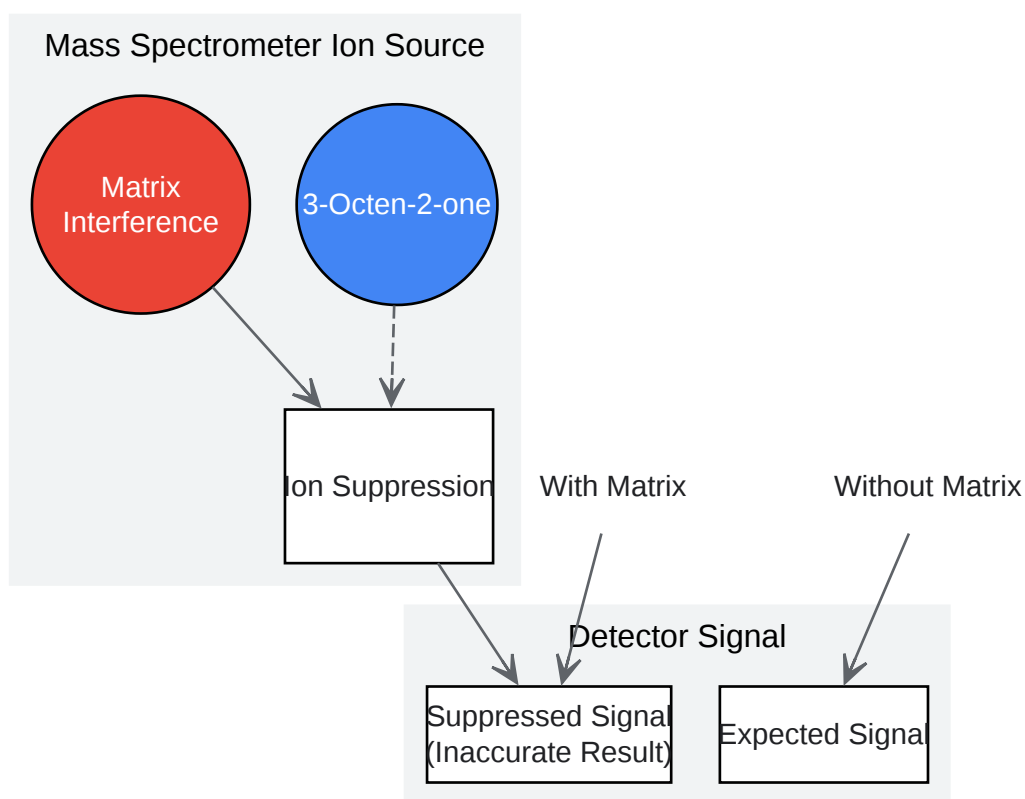 Mass Spectrometer Ion Source
Matrix
Interference
3-Octen-2-one
Ion Suppression
With Matrix
Without Matrix
Detector Signal
Suppressed Signal
(Inaccurate Result)
Expected Signal